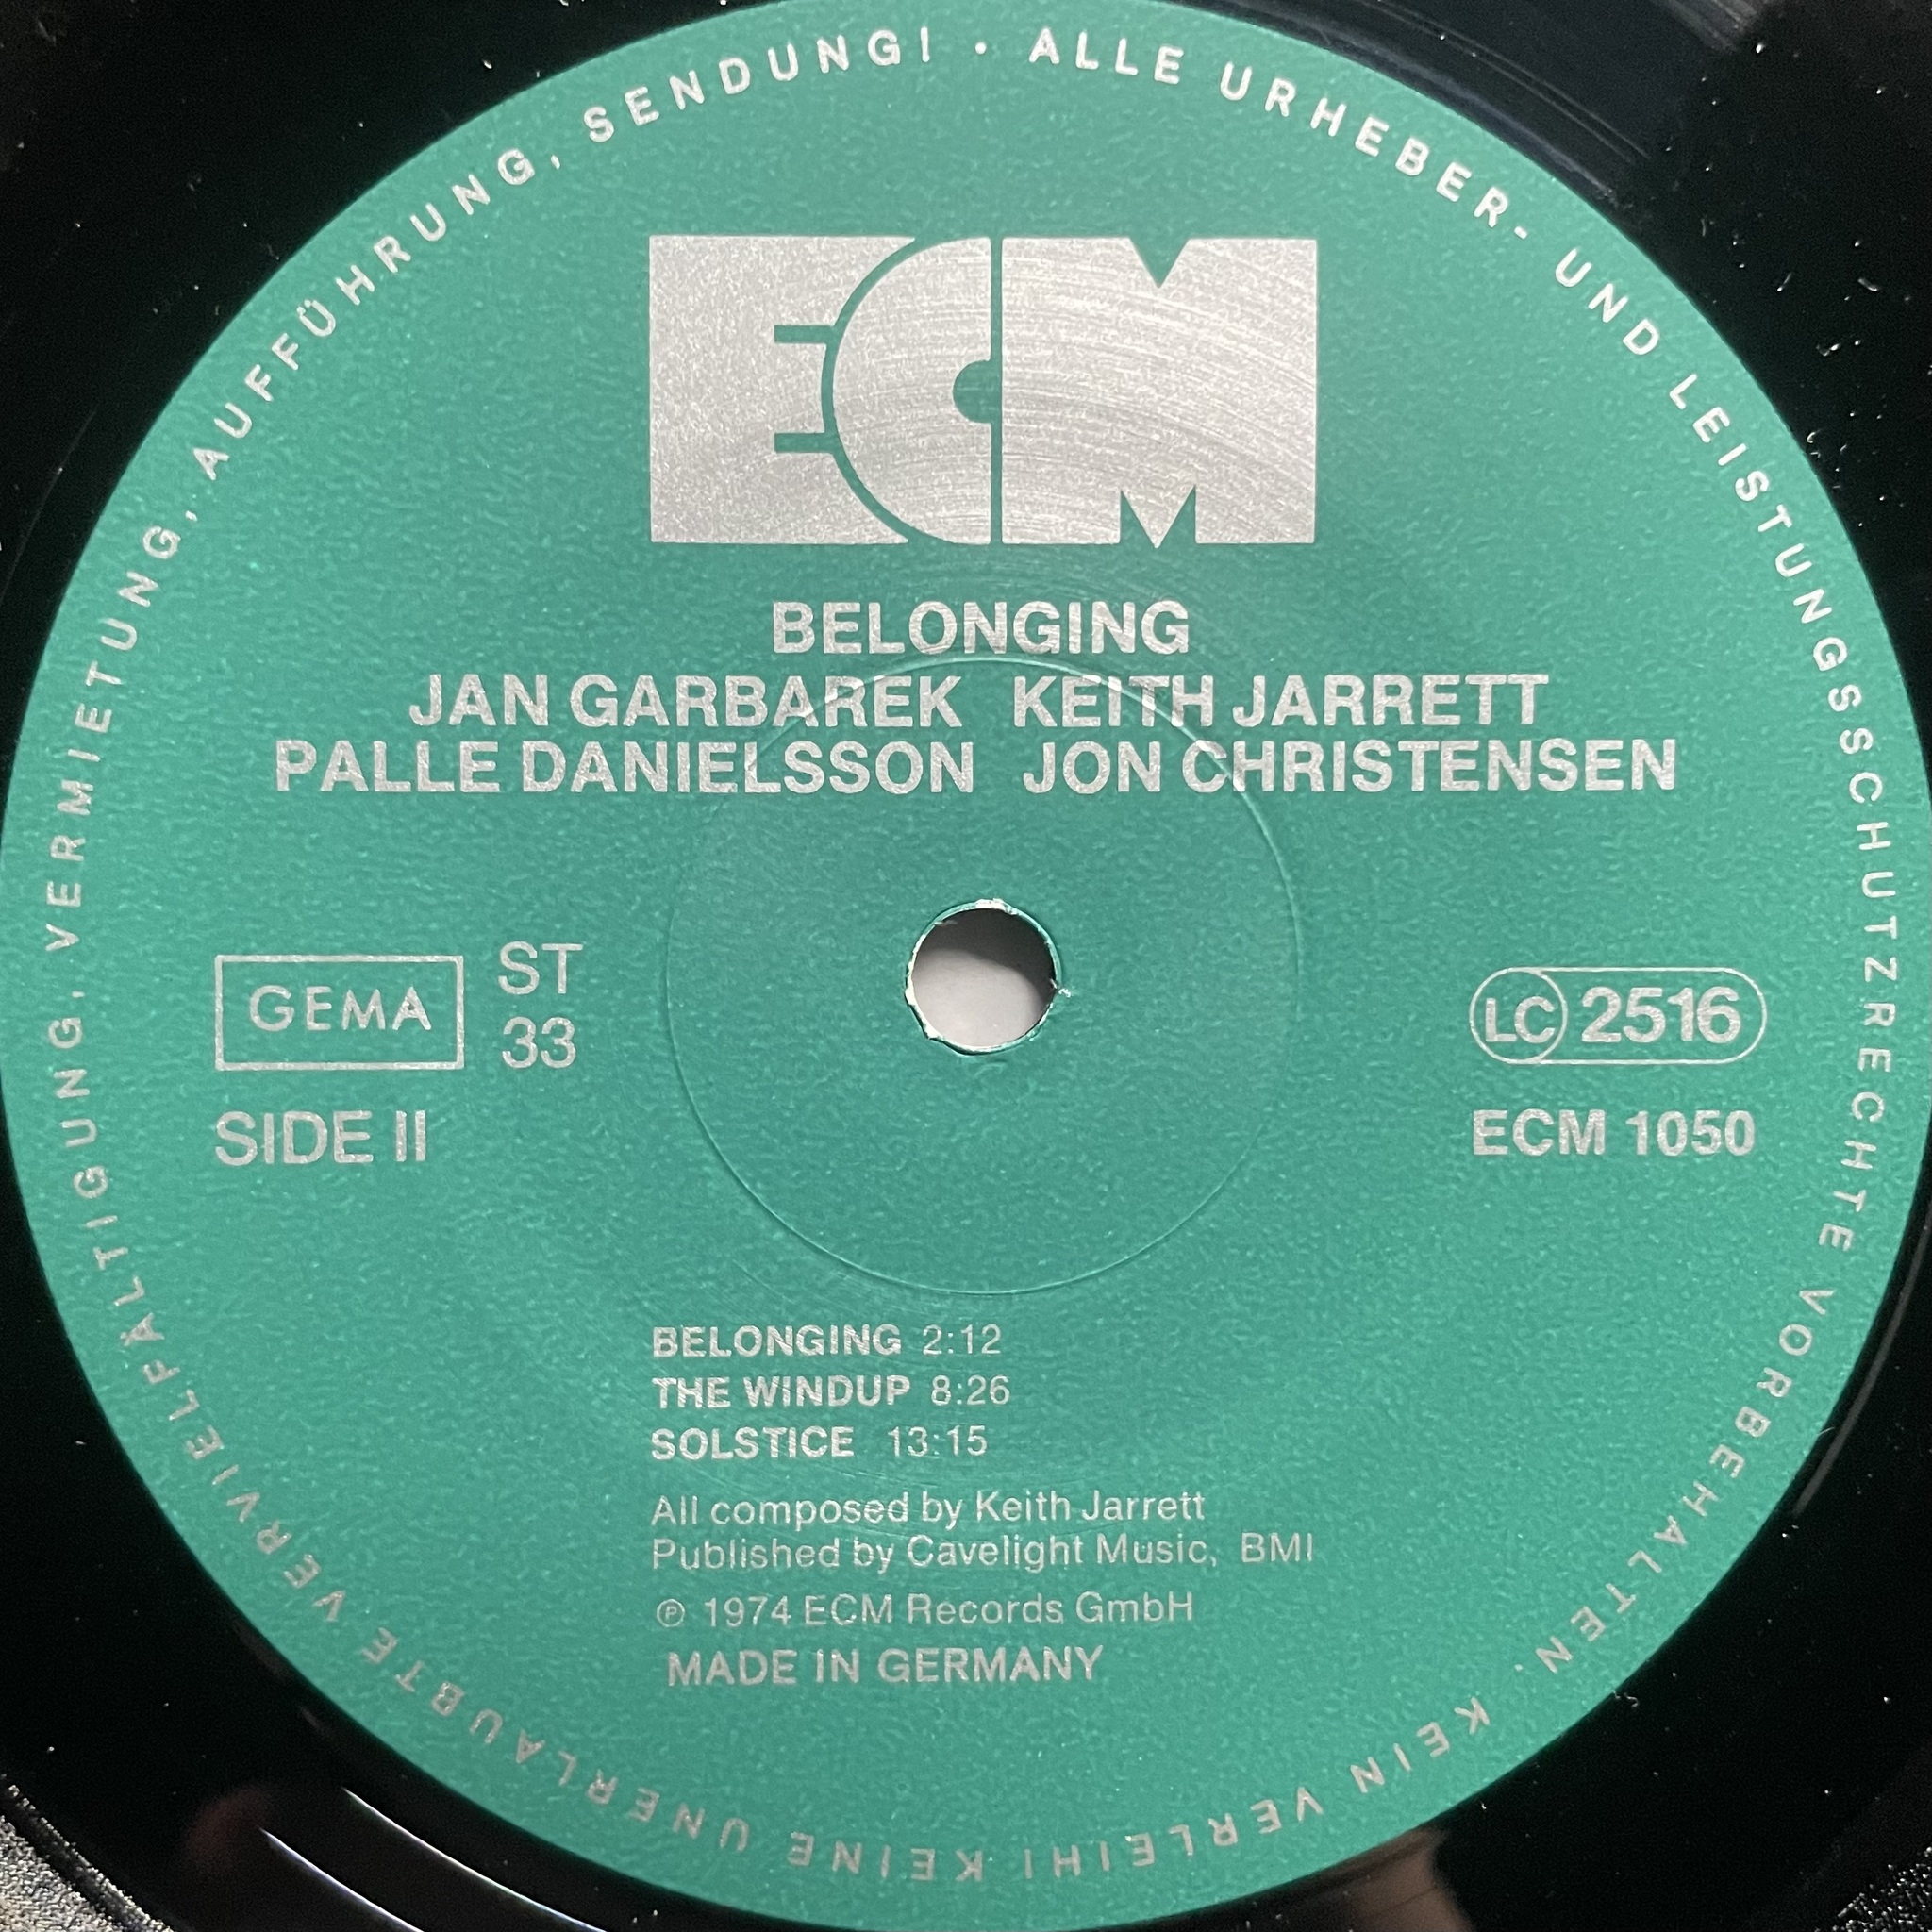 ALLE URHEBER- UND LEISTUNGSSCHUTZRECHTE VORBEHALTEN · KEIN VERLEIH! KEINE UNERLAUBTE VERVIELFÄLTIGUNG, VERMIETUNG, AUFFÜHRUNG, SENDUNG! ·
ECM
BELONGING
JAN GARBAREK KEITH JARRETT
PALLE DANIELSSON JON CHRISTENSEN
GEMA
ST
33
SIDE II
LC 2516
ECM 1050
BELONGING 2:12
THE WINDUP 8:26
SOLSTICE 13:15
All composed by Keith Jarrett
Published by Cavelight Music, BMI
℗ 1974 ECM Records GmbH
MADE IN GERMANY